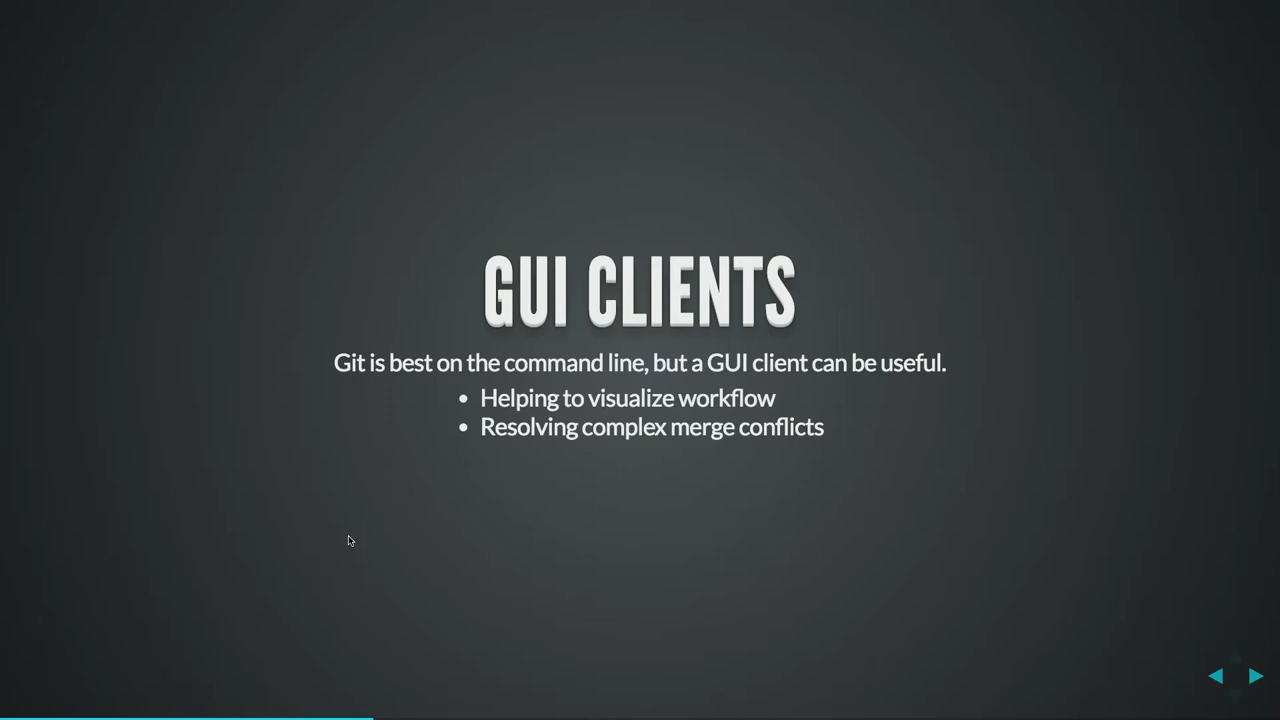 GUI CLIENTS
Git is best on the command line, but a GUI client can be useful.
• Helping to visualize workflow
• Resolving complex merge conflicts